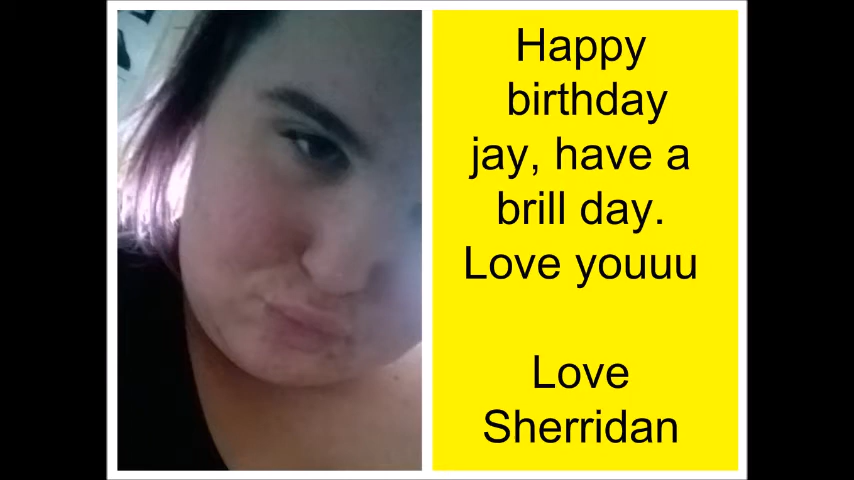 Happy
birthday
jay, have a
brill day.
Love youuu
Love
Sherridan